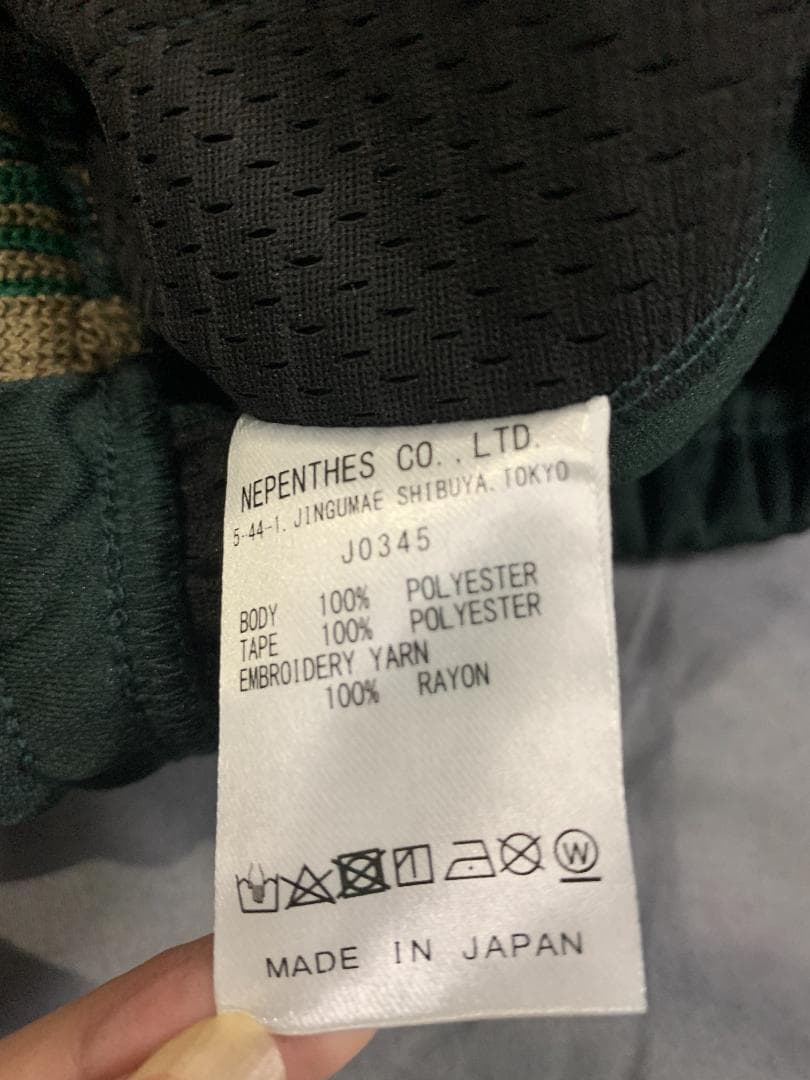 NEPENTHES CO., LTD.
5-44-1, JINGUMAE SHIBUYA, TOKYO
J0345
BODY 100% POLYESTER
TAPE 100% POLYESTER
EMBROIDERY YARN
100% RAYON
W
MADE IN JAPAN